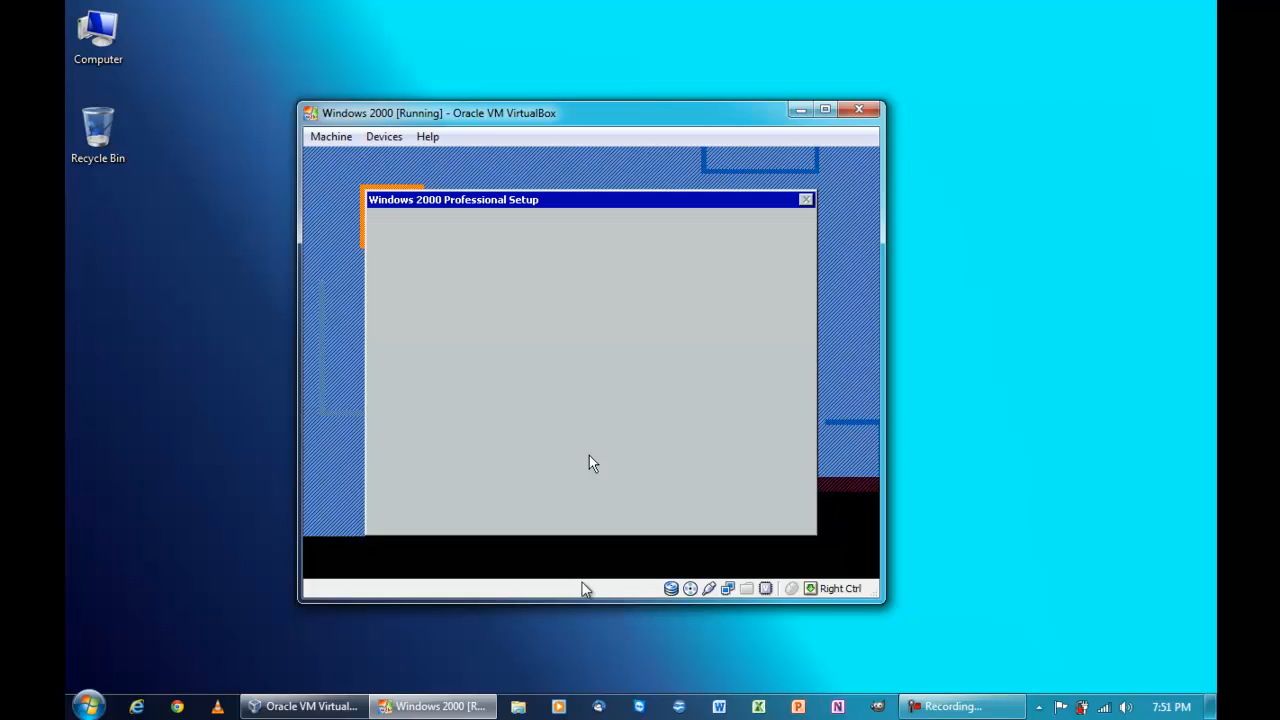 Computer
Recycle Bin
Windows 2000 [Running] - Oracle VM VirtualBox
Machine Devices Help
Windows 2000 Professional Setup
Right Ctrl
Oracle VM Virtual...
Windows 2000 [R...
Recording...
7:51 PM